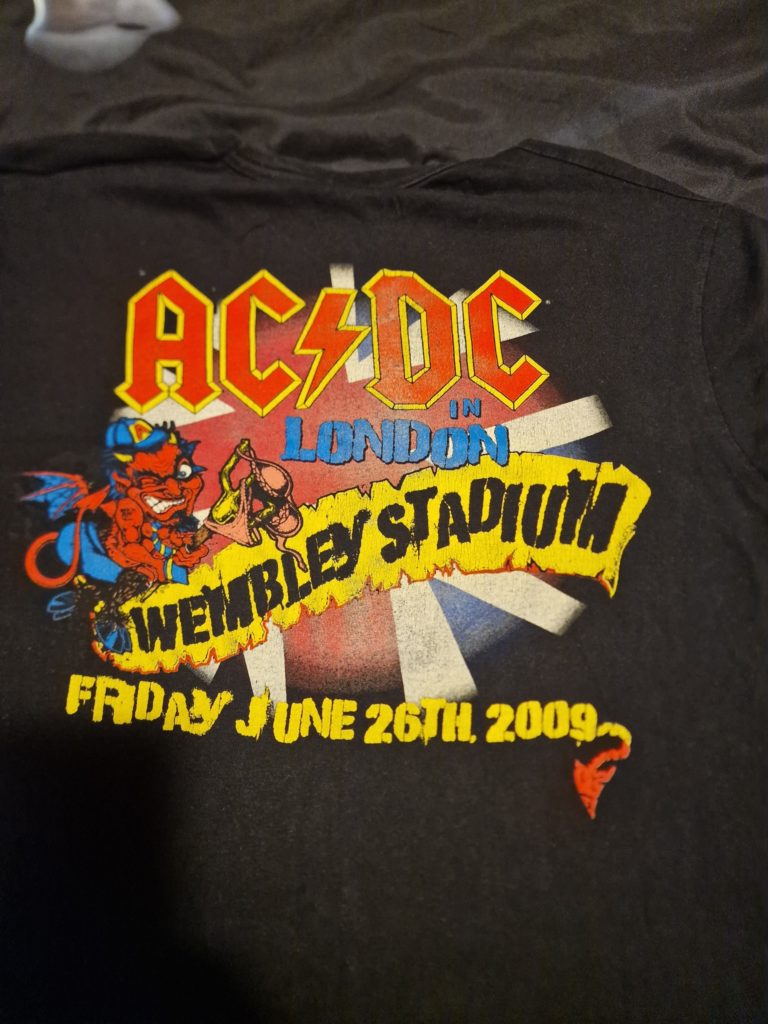 AC⚡DC
IN
LONDON
WEMBLEY STADIUM
FRIDAY JUNE 26TH, 2009